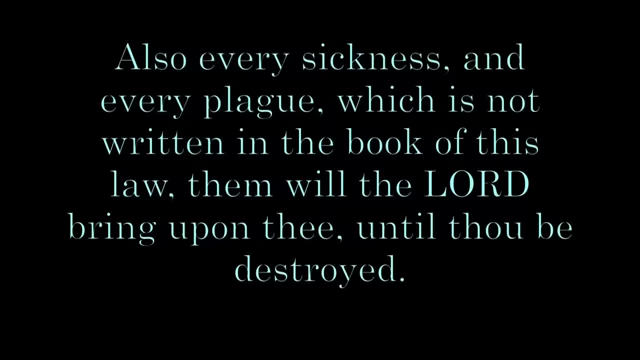 Also every sickness, and
every plague, which is not
written in the book of this
law, them will the LORD
bring upon thee, until thou be
destroyed.